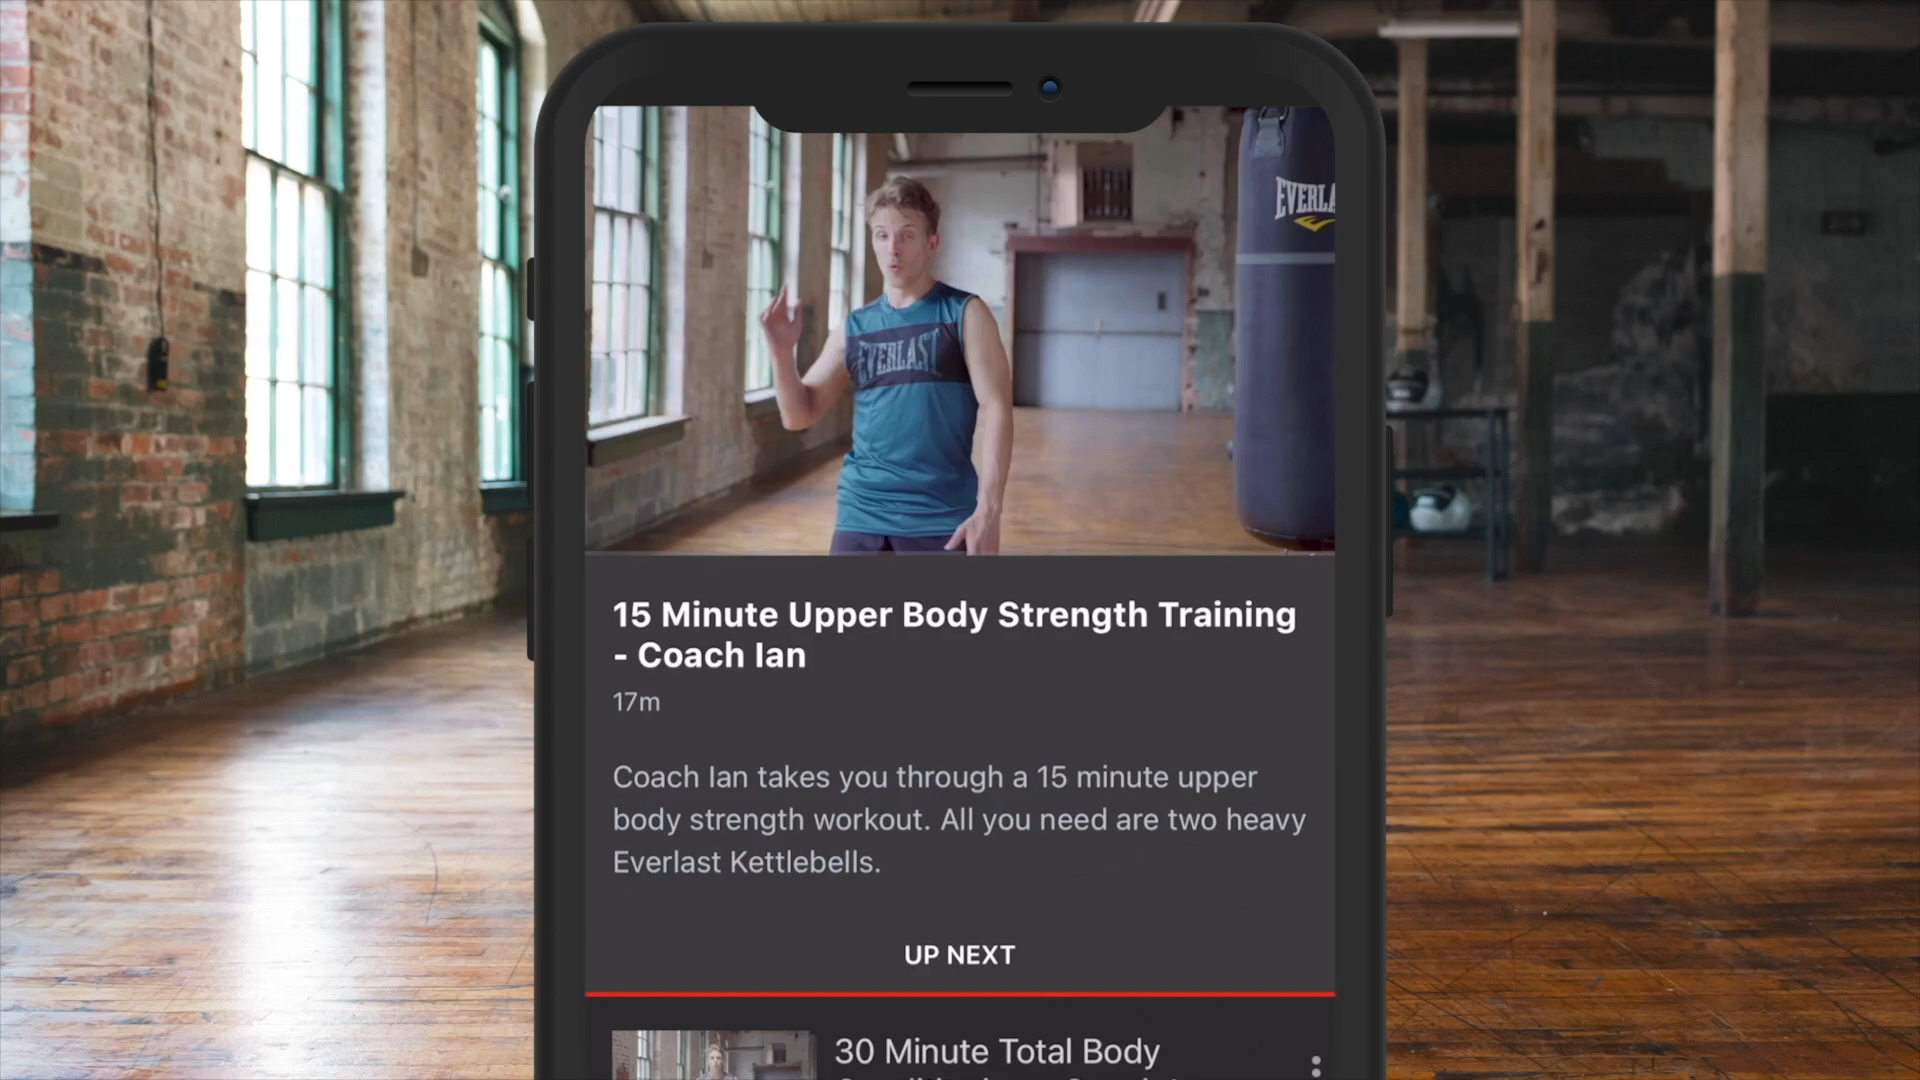 EVERLA
EVERLAST
15 Minute Upper Body Strength Training
- Coach Ian
17m
Coach Ian takes you through a 15 minute upper
body strength workout. All you need are two heavy
Everlast Kettlebells.
UP NEXT
30 Minute Total Body